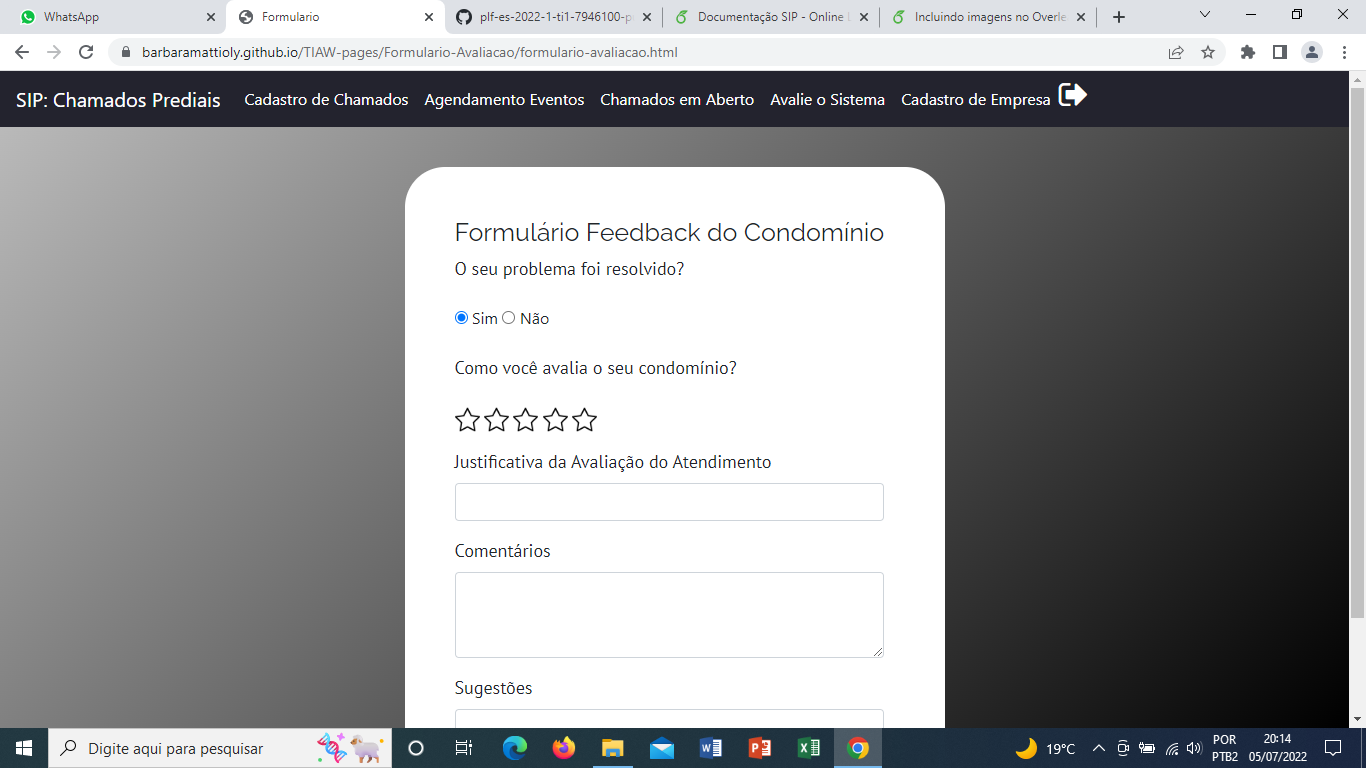 WhatsApp
Formulario
plf-es-2022-1-ti1-7946100-p
Documentação SIP - Online
Incluindo imagens no Overle
barbaramattioly.github.io/TIAW-pages/Formulario-Avaliacao/formulario-avaliacao.html
SIP: Chamados Prediais Cadastro de Chamados Agendamento Eventos Chamados em Aberto Avalie o Sistema Cadastro de Empresa
Formulário Feedback do Condomínio
O seu problema foi resolvido?
Sim Não
Como você avalia o seu condomínio?
Justificativa da Avaliação do Atendimento
Comentários
Sugestões
Digite aqui para pesquisar
19°C
POR
PTB2
20:14
05/07/2022